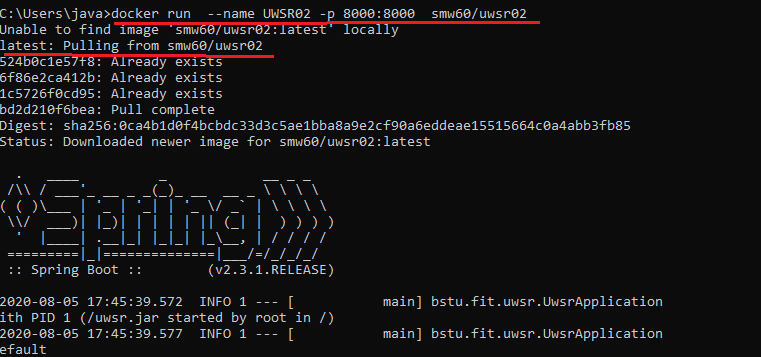 C:\Users\java>docker run  --name UWSR02 -p 8000:8000  smw60/uwsr02
Unable to find image 'smw60/uwsr02:latest' locally
latest: Pulling from smw60/uwsr02
524b0c1e57f8: Already exists
6f86e2ca412b: Already exists
1c5726f0cd95: Already exists
bd2d210f6bea: Pull complete
Digest: sha256:0ca4b1d0f4bcbdc33d3c5ae1bba8a9e2cf90a6eddeae15515664c0a4abb3fb85
Status: Downloaded newer image for smw60/uwsr02:latest
  .   ____          _            __ _ _
 /\\ / ___'_ __ _ _(_)_ __  __ _ \ \ \ \
( ( )\___ | '_ | '_| | '_ \/ _` | \ \ \ \
 \\/  ___)| |_)| | | | | || (_| |  ) ) ) )
  '  |____| .__|_| |_|_| |_\__, | / / / /
 =========|_|==============|___/=/_/_/_/
 :: Spring Boot ::        (v2.3.1.RELEASE)
2020-08-05 17:45:39.572  INFO 1 --- [           main] bstu.fit.uwsr.UwsrApplication
ith PID 1 (/uwsr.jar started by root in /)
2020-08-05 17:45:39.577  INFO 1 --- [           main] bstu.fit.uwsr.UwsrApplication
efault